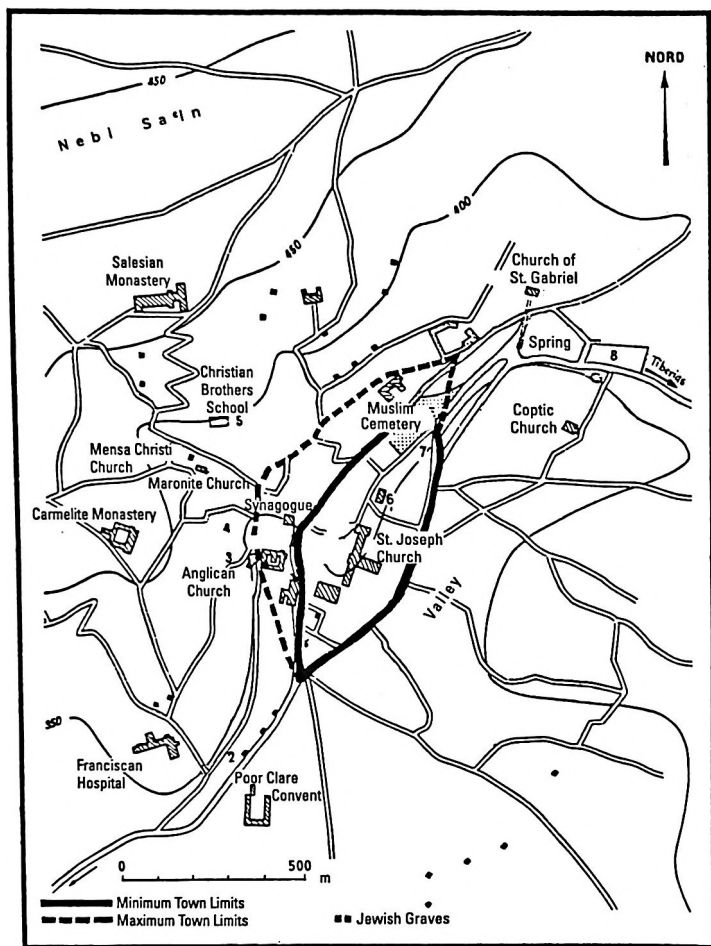 450
NORD
Nebi Sa‘in
400
450
Salesian
Monastery
Church of
St. Gabriel
Spring
8
Tiberias
Christian
Brothers
School
5
Muslim
Cemetery
Coptic
Church
7
Mensa Christi
Church
Maronite Church
Synagogue
6
Carmelite Monastery
4
St. Joseph
Church
3
Anglican
Church
Valley
350
Franciscan
Hospital
2
Poor Clare
Convent
0
500
m
Minimum Town Limits
Maximum Town Limits
Jewish Graves